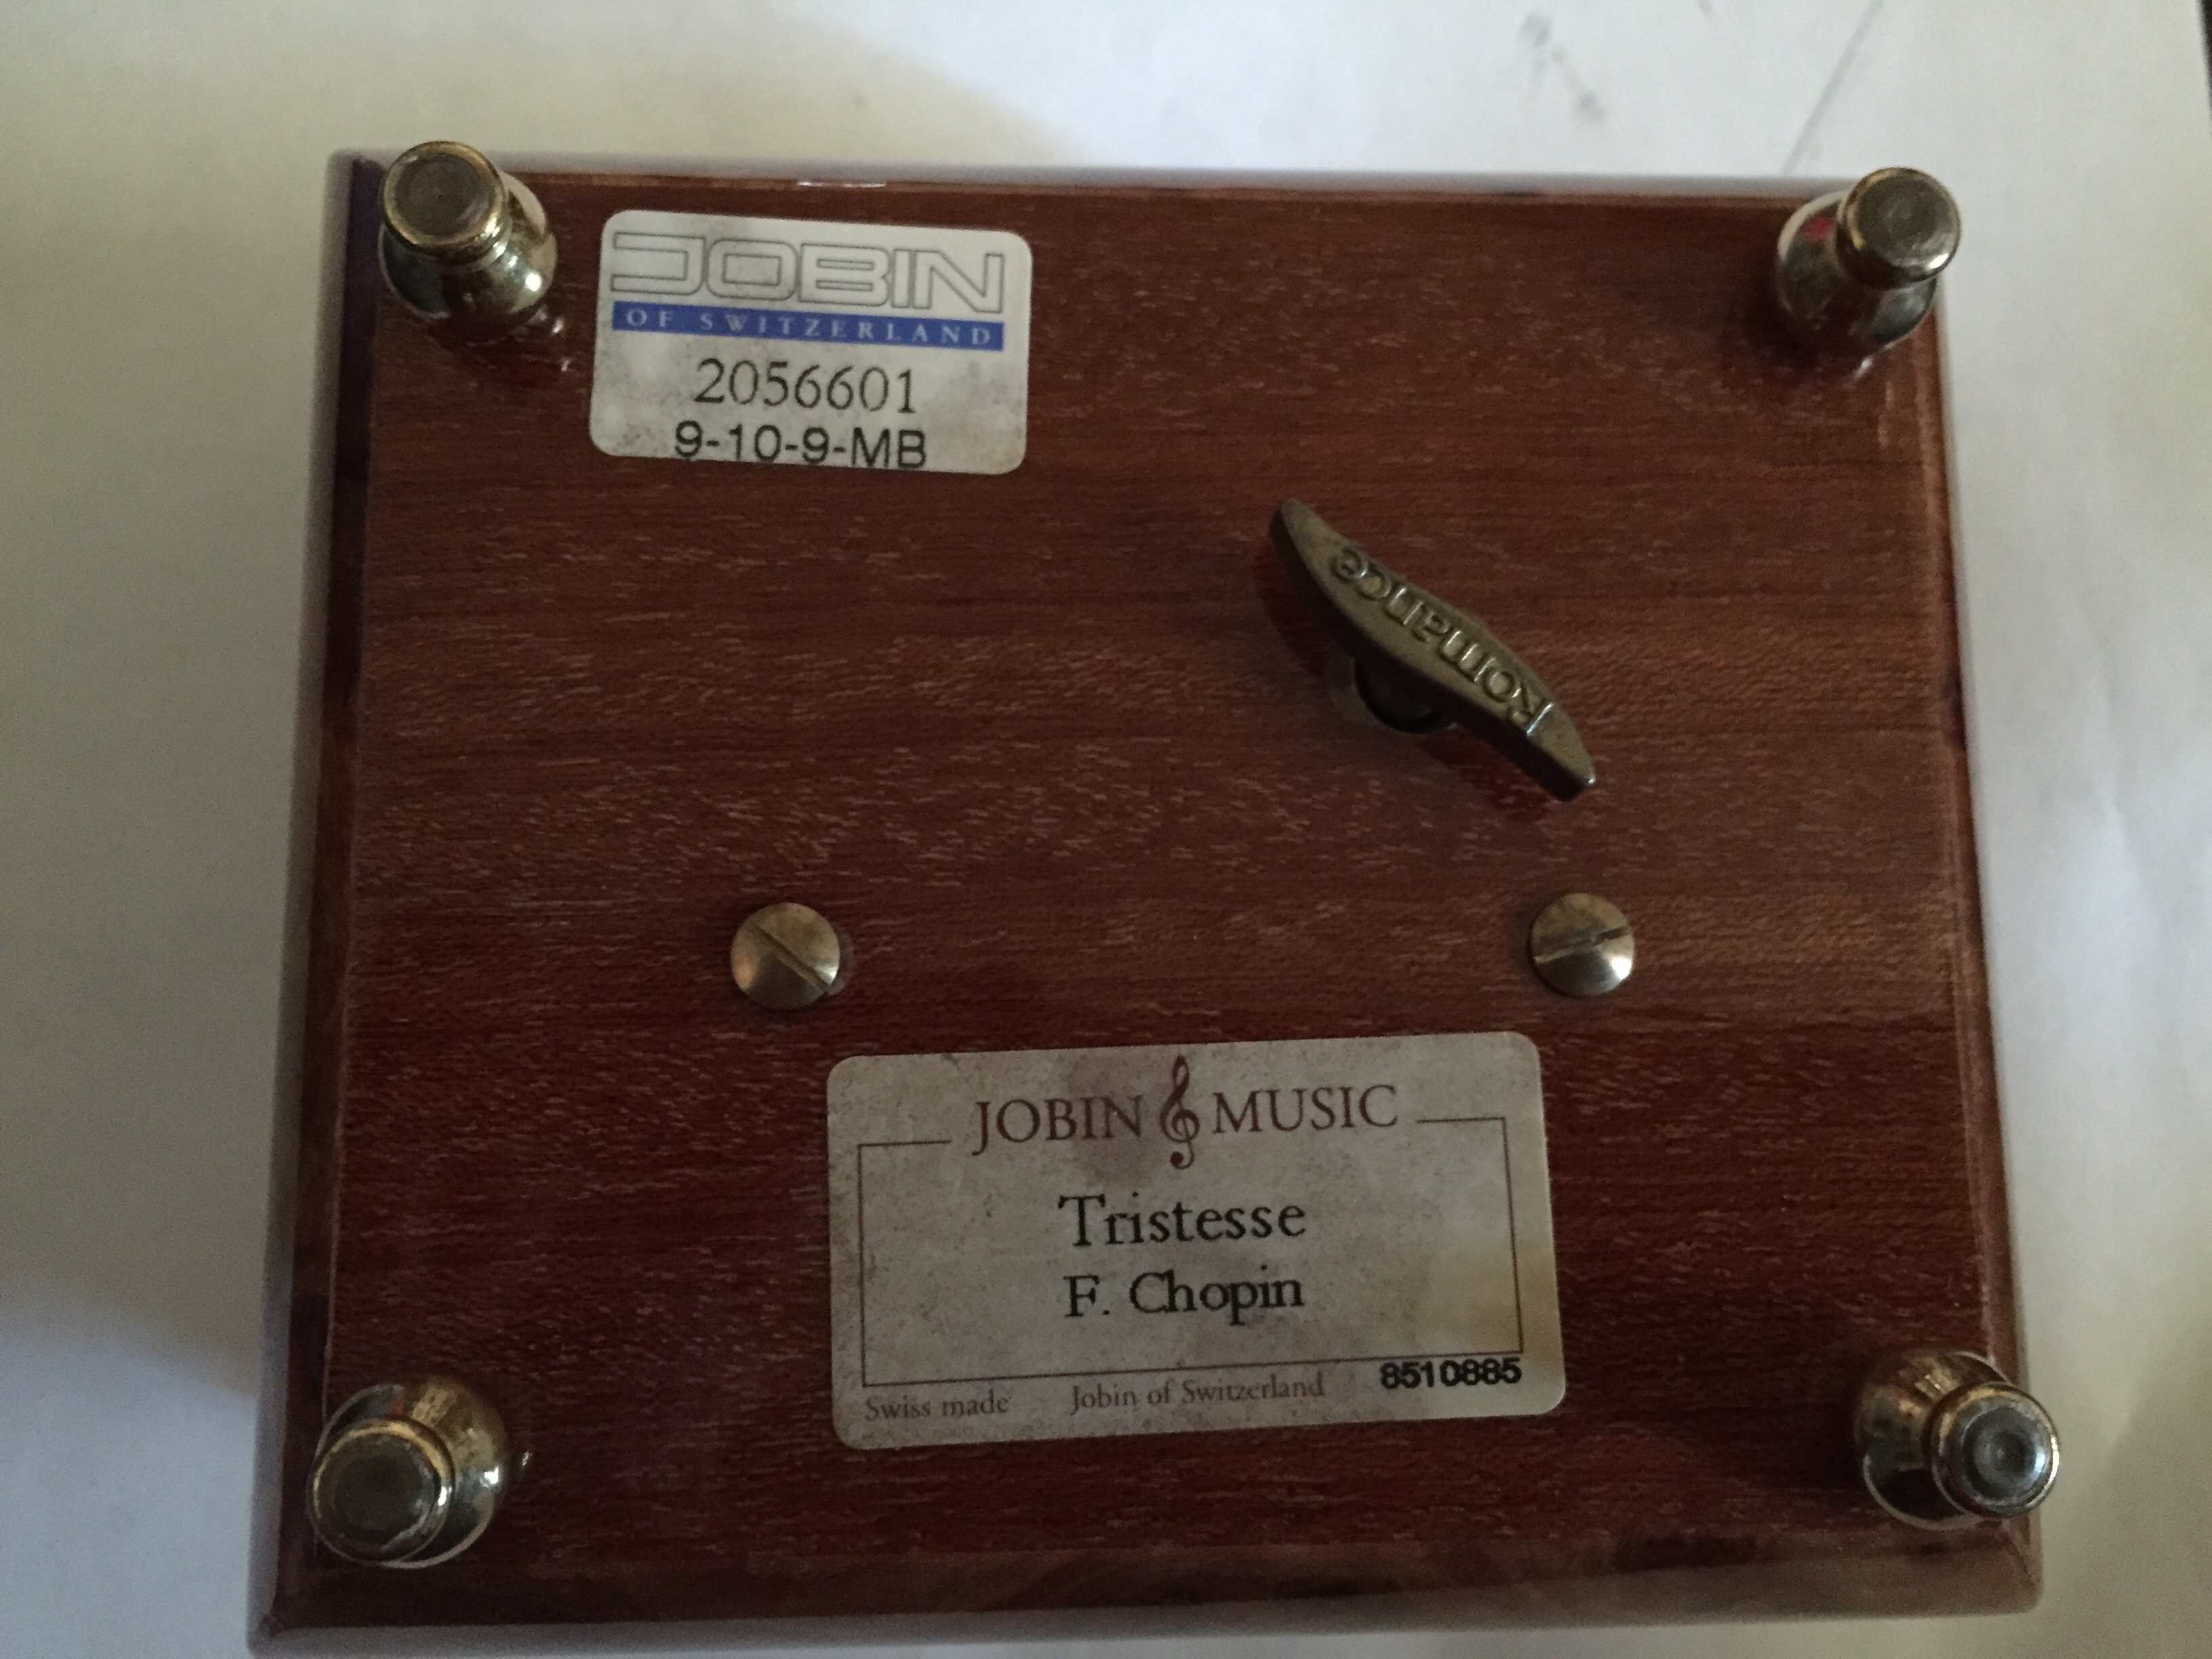 JOBIN
OF SWITZERLAND
2056601
9-10-9-MB
Romance
JOBIN MUSIC
Tristesse
F. Chopin
Swiss made Jobin of Switzerland 8510885